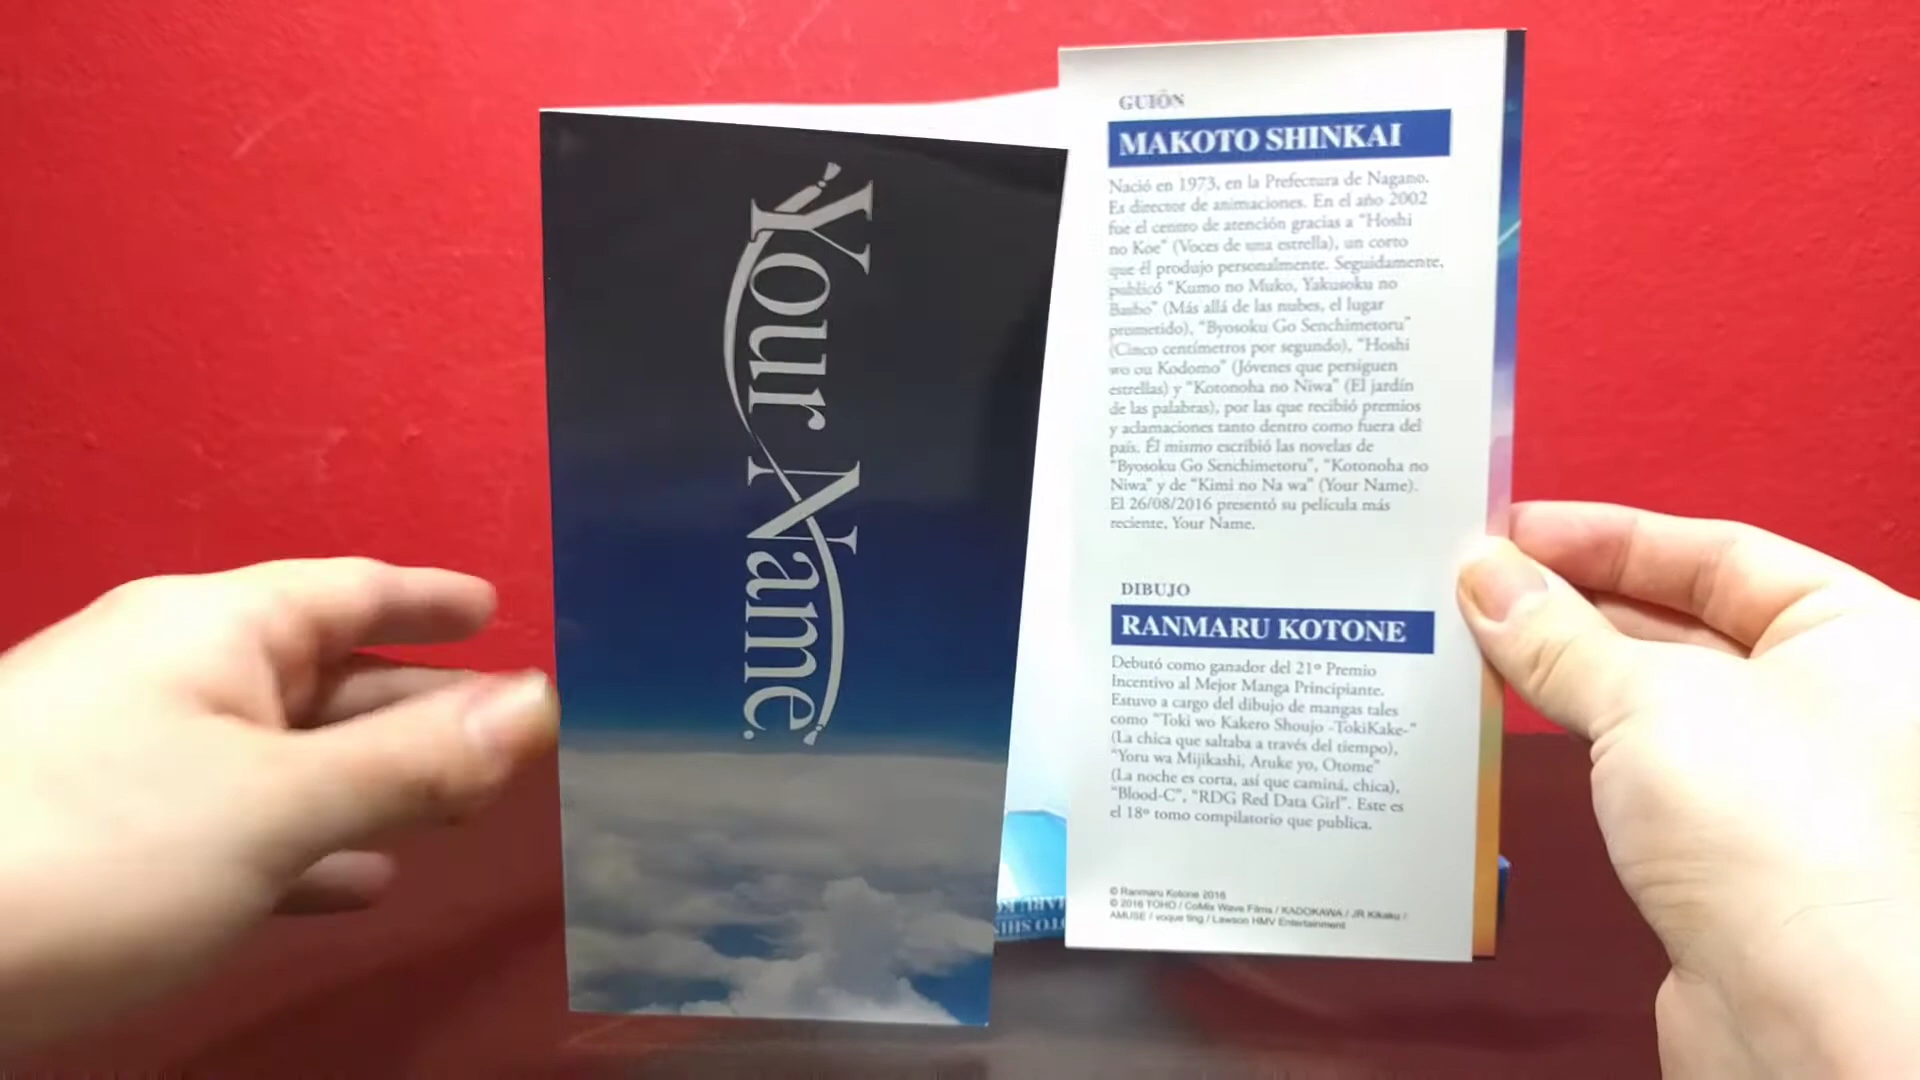 Your Name.
GUIÓN
MAKOTO SHINKAI
Nació en 1973, en la Prefectura de Nagano.
Es director de animaciones. En el año 2002
fue el centro de atención gracias a "Hoshi
no Koe" (Voces de una estrella), un corto
que él produjo personalmente. Seguidamente,
publicó "Kumo no Muko, Yakusoku no
Basho" (Más allá de las nubes, el lugar
prometido), "Byosoku Go Senchimetoru"
(Cinco centímetros por segundo), "Hoshi
wo ou Kodomo" (Jóvenes que persiguen
estrellas) y "Kotonoha no Niwa" (El jardín
de las palabras), por las que recibió premios
y aclamaciones tanto dentro como fuera del
país. Él mismo escribió las novelas de
"Byosoku Go Senchimetoru", "Kotonoha no
Niwa" y de "Kimi no Na wa" (Your Name).
El 26/08/2016 presentó su película más
reciente, Your Name.
DIBUJO
RANMARU KOTONE
Debutó como ganador del 21º Premio
Incentivo al Mejor Manga Principiante.
Estuvo a cargo del dibujo de mangas tales
como "Toki wo Kakero Shoujo -TokiKake-"
(La chica que saltaba a través del tiempo),
"Yoru wa Mijikashi, Aruke yo, Otome"
(La noche es corta, así que caminá, chica),
"Blood-C", "RDG Red Data Girl". Este es
el 18º tomo compilatorio que publica.
© Ranmaru Kotone 2016
© 2016 TOHO / CoMix Wave Films / KADOKAWA / JR Kikaku /
AMUSE / voque ting / Lawson HMV Entertainment